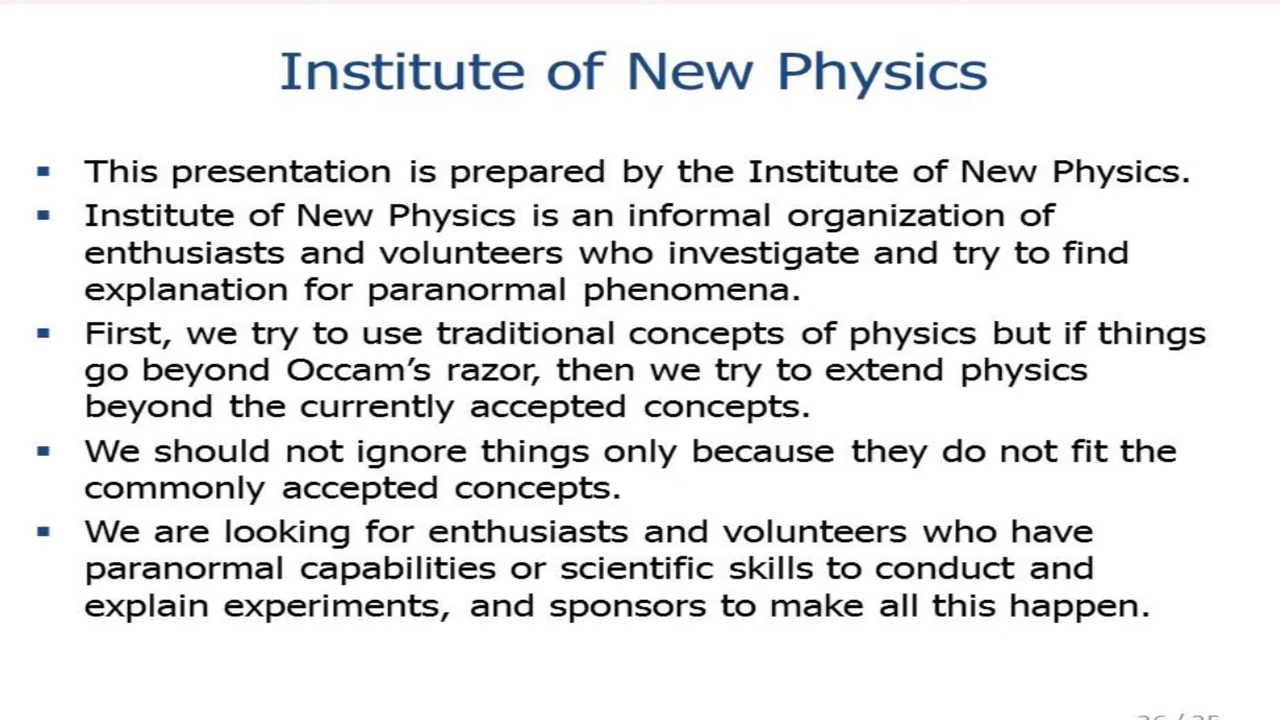 Institute of New Physics
▪ This presentation is prepared by the Institute of New Physics.
▪ Institute of New Physics is an informal organization of
enthusiasts and volunteers who investigate and try to find
explanation for paranormal phenomena.
▪ First, we try to use traditional concepts of physics but if things
go beyond Occam’s razor, then we try to extend physics
beyond the currently accepted concepts.
▪ We should not ignore things only because they do not fit the
commonly accepted concepts.
▪ We are looking for enthusiasts and volunteers who have
paranormal capabilities or scientific skills to conduct and
explain experiments, and sponsors to make all this happen.